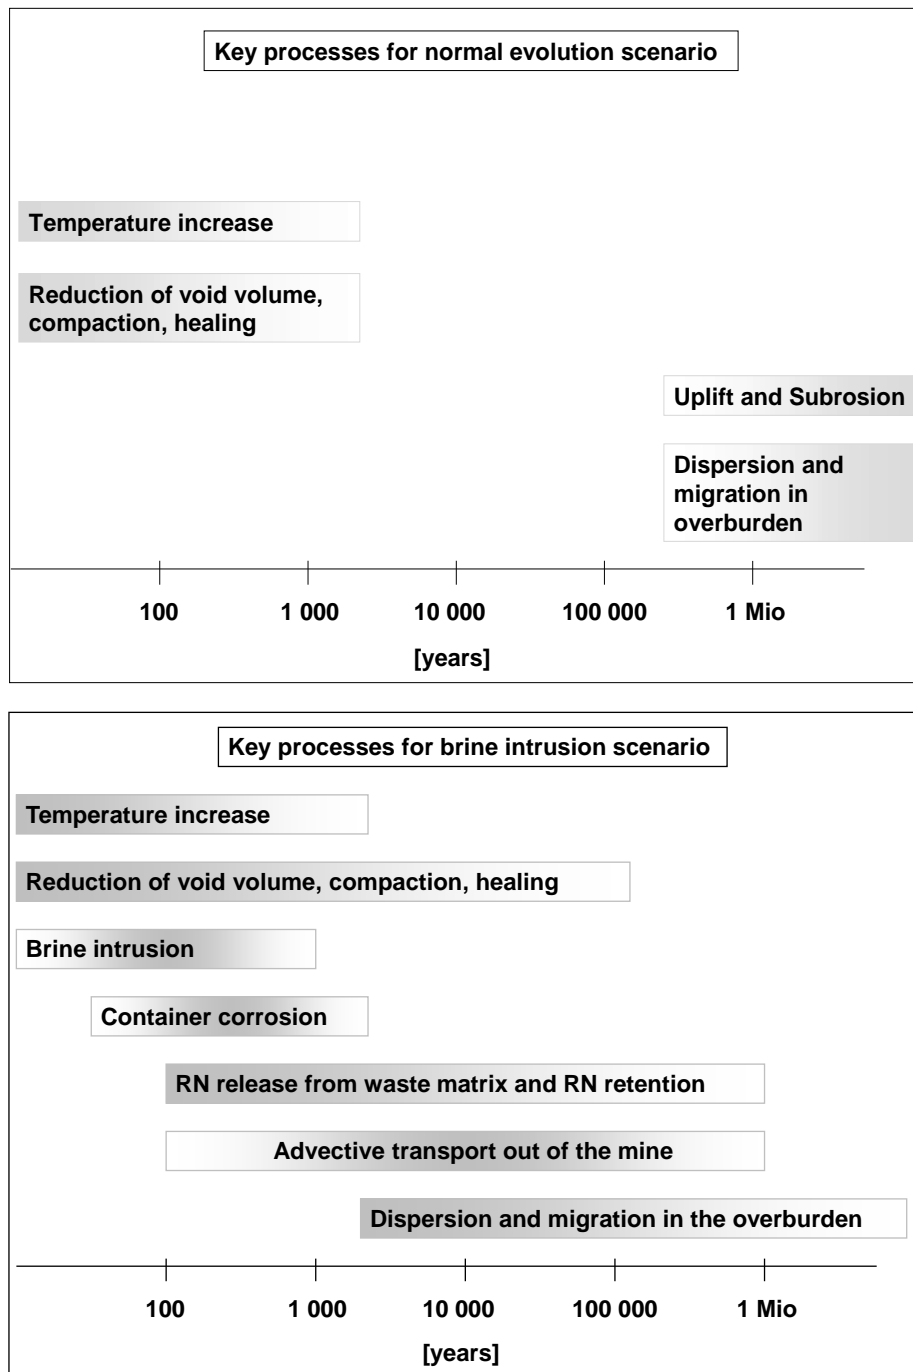 Key processes for normal evolution scenario
Temperature increase
Reduction of void volume,
compaction, healing
Uplift and Subrosion
Dispersion and
migration in
overburden
100 1 000 10 000 100 000 1 Mio
[years]
Key processes for brine intrusion scenario
Temperature increase
Reduction of void volume, compaction, healing
Brine intrusion
Container corrosion
RN release from waste matrix and RN retention
Advective transport out of the mine
Dispersion and migration in the overburden
100 1 000 10 000 100 000 1 Mio
[years]